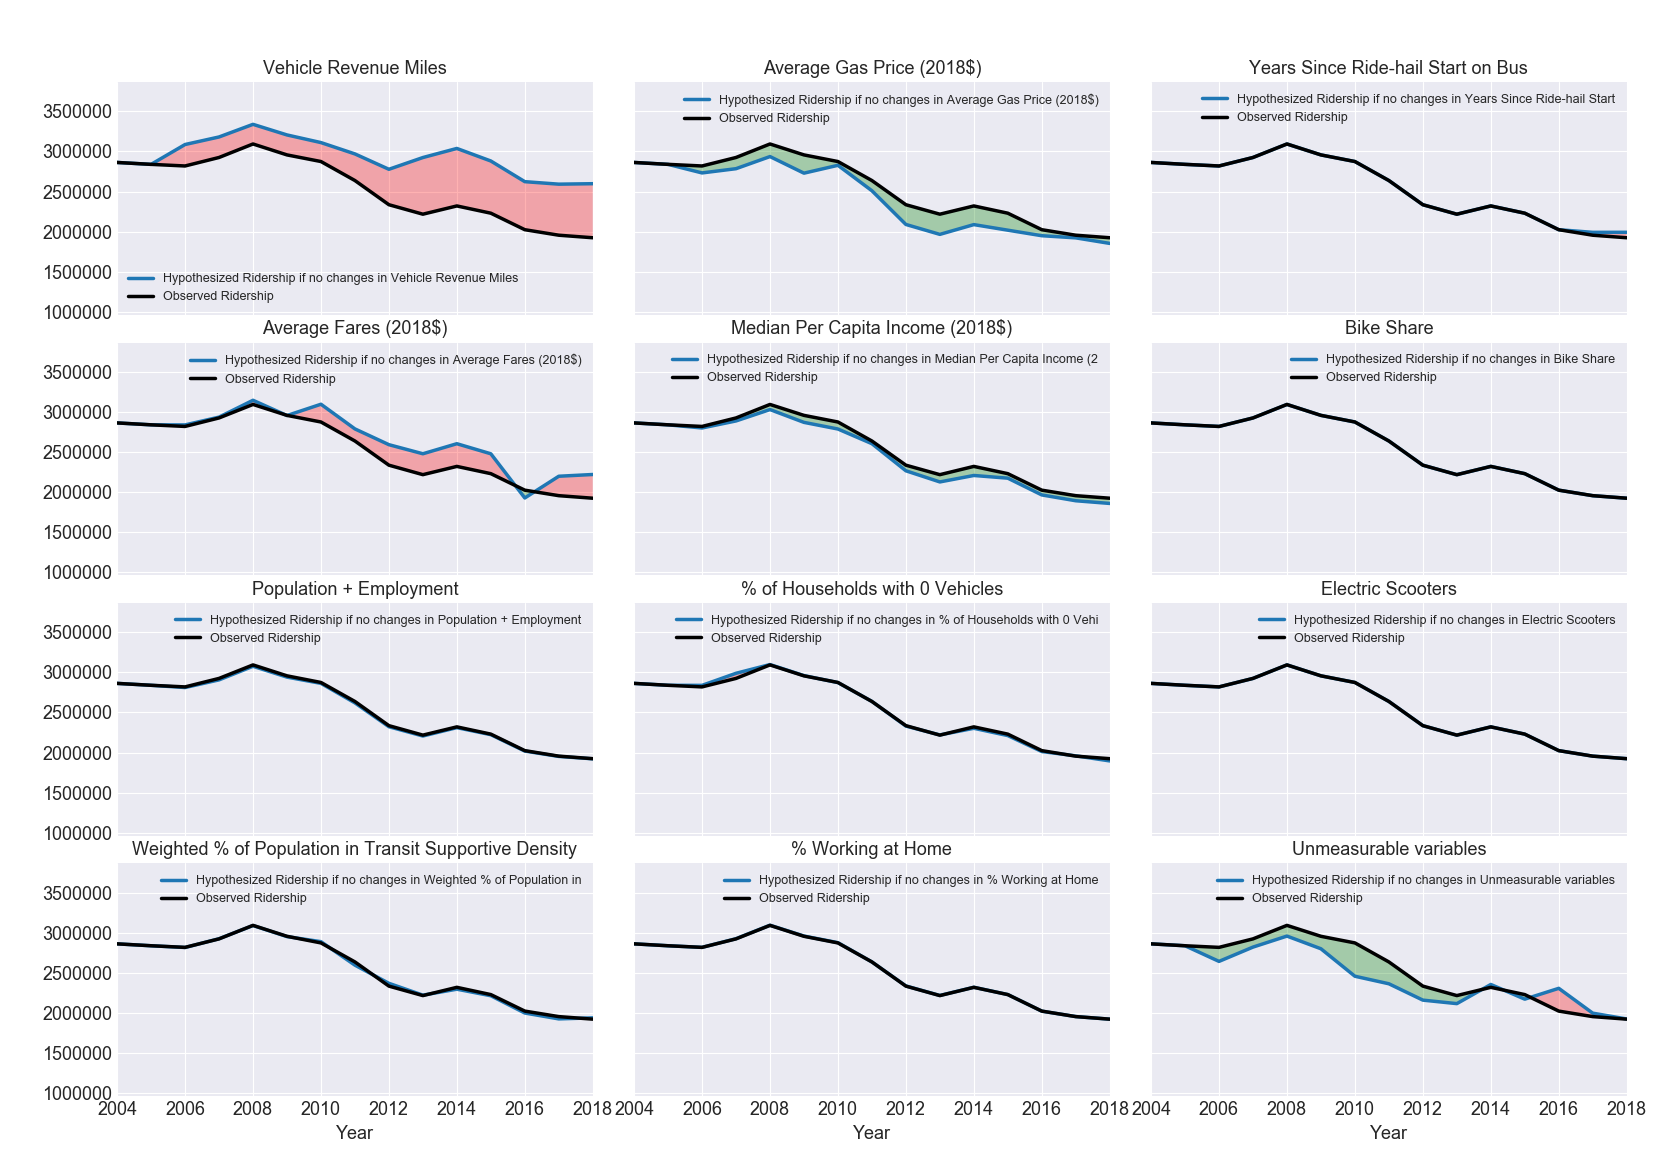 Vehicle Revenue Miles
3500000
3000000
2500000
2000000
1500000
1000000
Hypothesized Ridership if no changes in Vehicle Revenue Miles
Observed Ridership
Average Gas Price (2018$)
Hypothesized Ridership if no changes in Average Gas Price (2018$)
Observed Ridership
Years Since Ride-hail Start on Bus
Hypothesized Ridership if no changes in Years Since Ride-hail Start
Observed Ridership
Average Fares (2018$)
3500000
3000000
2500000
2000000
1500000
1000000
Hypothesized Ridership if no changes in Average Fares (2018$)
Observed Ridership
Median Per Capita Income (2018$)
Hypothesized Ridership if no changes in Median Per Capita Income (2
Observed Ridership
Bike Share
Hypothesized Ridership if no changes in Bike Share
Observed Ridership
Population + Employment
3500000
3000000
2500000
2000000
1500000
1000000
Hypothesized Ridership if no changes in Population + Employment
Observed Ridership
% of Households with 0 Vehicles
Hypothesized Ridership if no changes in % of Households with 0 Vehi
Observed Ridership
Electric Scooters
Hypothesized Ridership if no changes in Electric Scooters
Observed Ridership
Weighted % of Population in Transit Supportive Density
3500000
3000000
2500000
2000000
1500000
1000000
Hypothesized Ridership if no changes in Weighted % of Population in
Observed Ridership
2004 2006 2008 2010 2012 2014 2016 2018
Year
% Working at Home
Hypothesized Ridership if no changes in % Working at Home
Observed Ridership
2004 2006 2008 2010 2012 2014 2016 2018
Year
Unmeasurable variables
Hypothesized Ridership if no changes in Unmeasurable variables
Observed Ridership
2004 2006 2008 2010 2012 2014 2016 2018
Year